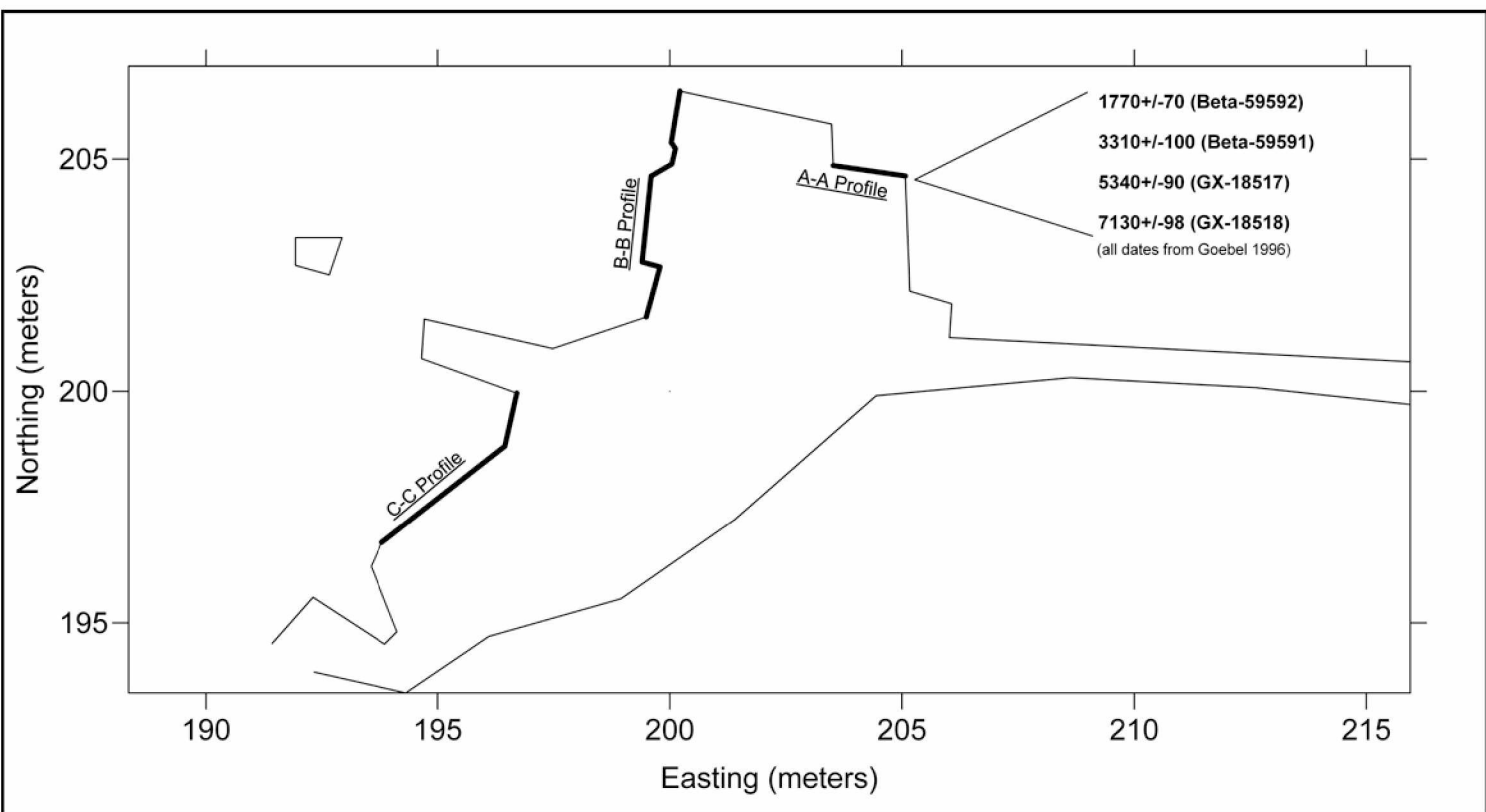 1770+/-70 (Beta-59592)
3310+/-100 (Beta-59591)
5340+/-90 (GX-18517)
7130+/-98 (GX-18518)
(all dates from Goebel 1996)
A-A Profile
B-B Profile
C-C Profile
205
200
195
Northing (meters)
190
195
200
205
210
215
Easting (meters)